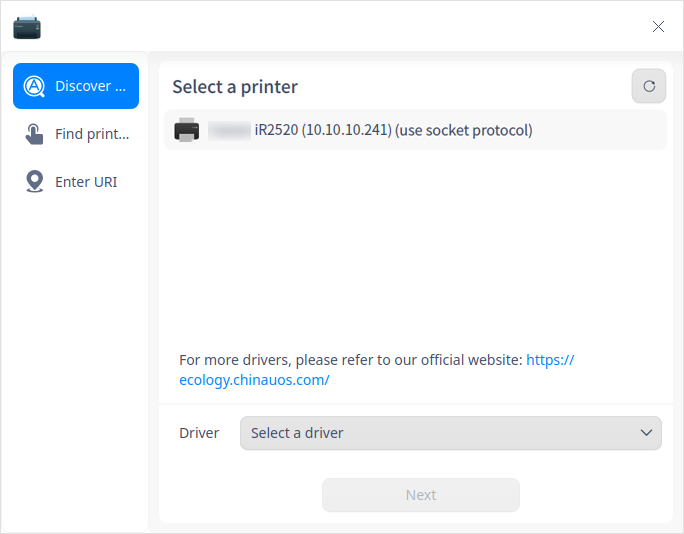 Discover ...
Select a printer
Find print...
iR2520 (10.10.10.241) (use socket protocol)
Enter URI
For more drivers, please refer to our official website: https://
ecology.chinauos.com/
Driver
Select a driver
Next